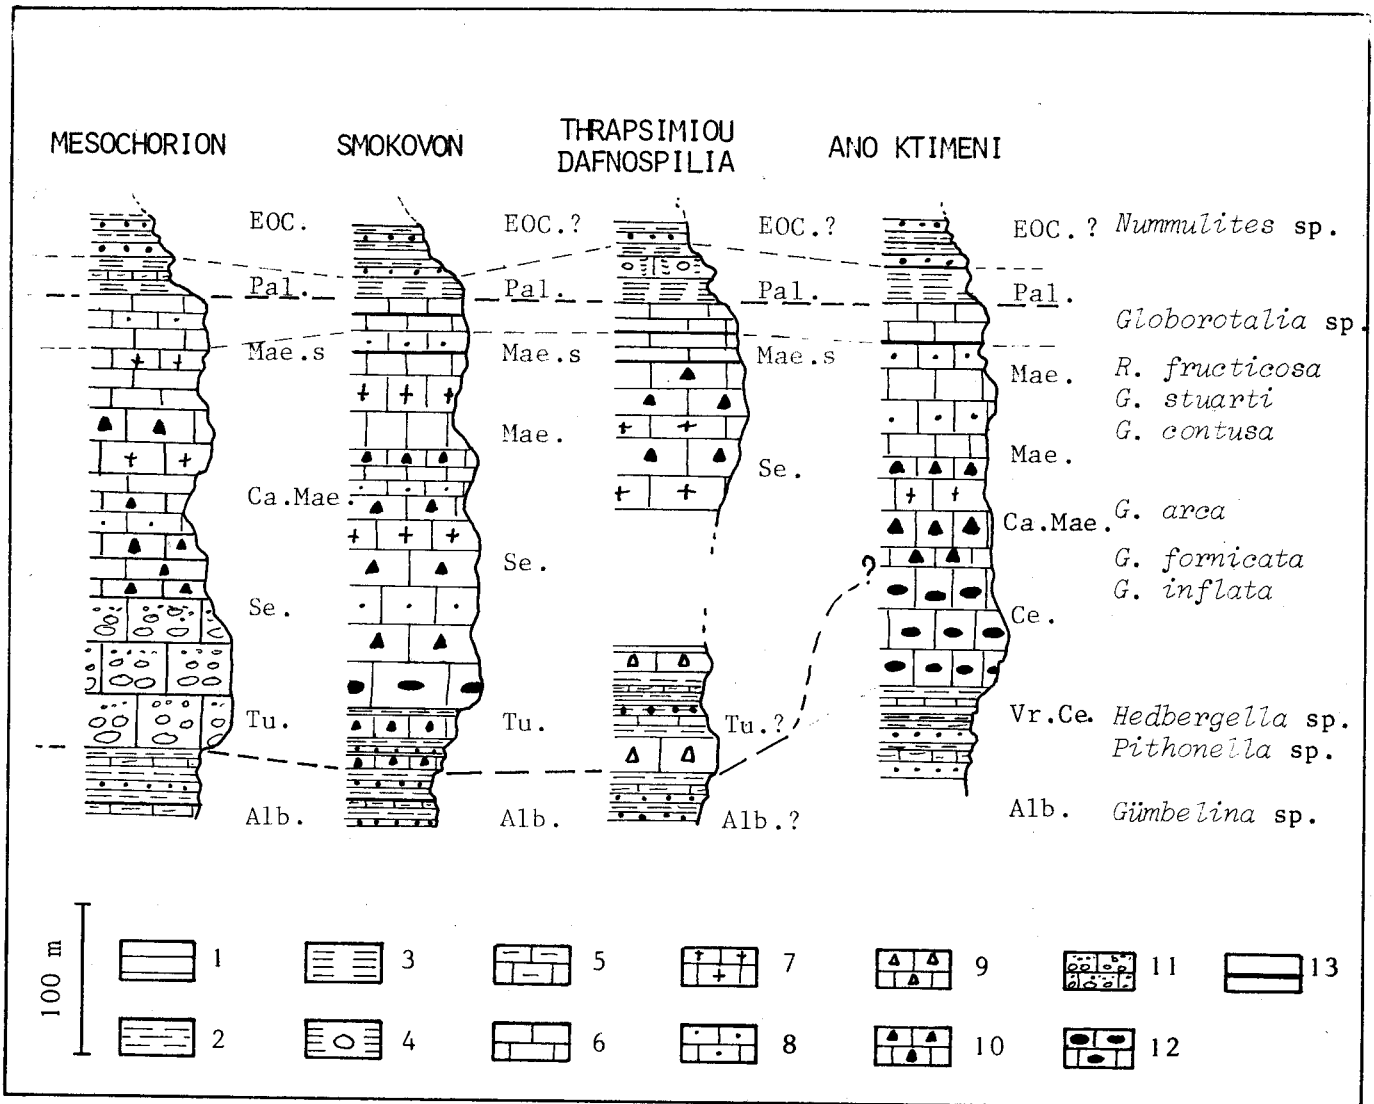 MESOCHORION
SMOKOVON
THRAPSIMIOU
DAFNOSPILIA
ANO KTIMENI
EOC.
EOC.?
EOC.?
EOC.? Nummulites sp.
Pal.
Pal.
Pal.
Pal.
Globorotalia sp.
Mae.s
Mae.s
Mae.s
Mae. R. fructicosa
G. stuarti
G. contusa
Mae.
Se.
Mae.
Ca.Mae.
Ca.Mae. G. arca
Se.
?
G. fornicata
G. inflata
Se.
Ce.
Tu.
Tu.
Tu.?
Vr.Ce. Hedbergella sp.
Pithonella sp.
Alb.
Alb.
Alb.?
Alb. Gümbelina sp.
100 m
1 3 5 7 9 11 13
2 4 6 8 10 12